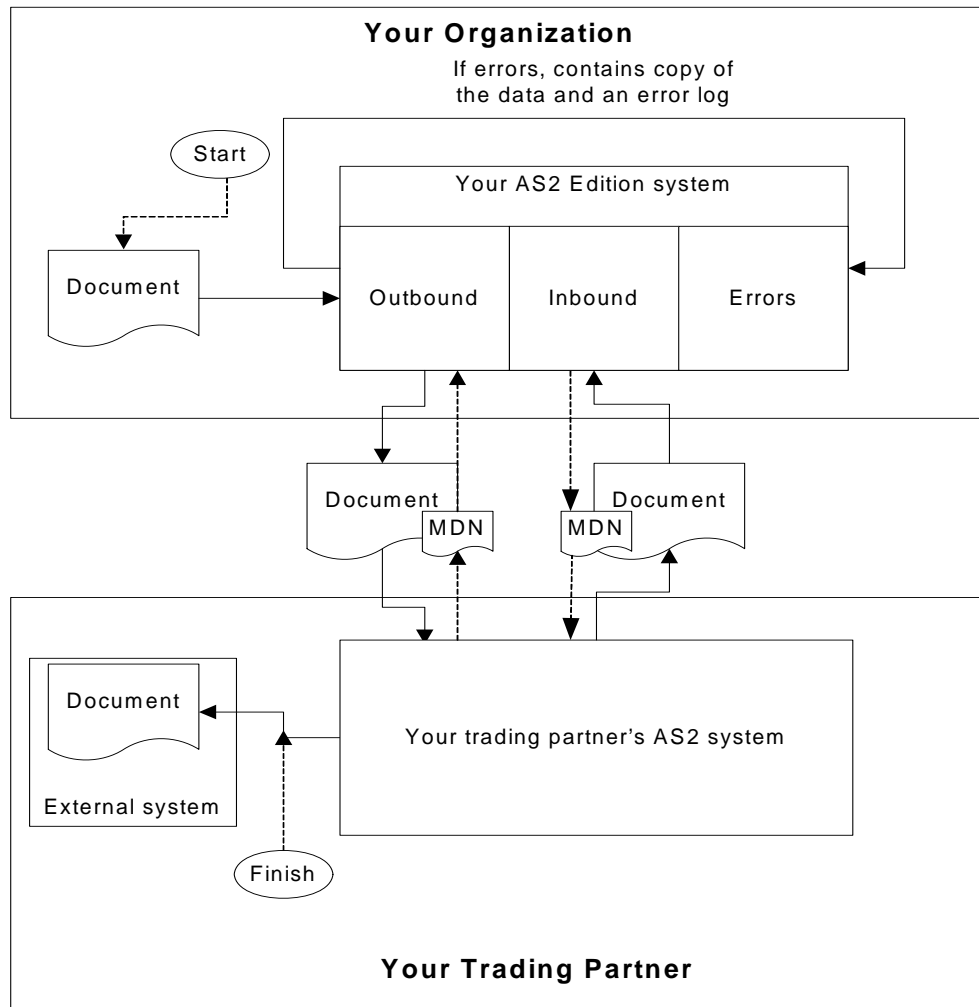 Your Organization
If errors, contains copy of
the data and an error log
Start
Your AS2 Edition system
Document
Outbound
Inbound
Errors
Document
MDN
MDN
Document
Document
External system
Your trading partner's AS2 system
Finish
Your Trading Partner